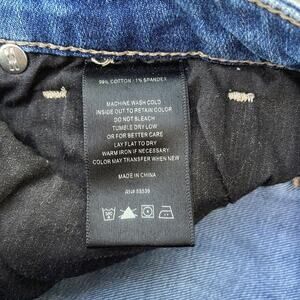 99% COTTON / 1% SPANDEX
MACHINE WASH COLD
INSIDE OUT TO RETAIN COLOR
DO NOT BLEACH
TUMBLE DRY LOW
OR FOR BETTER CARE
LAY FLAT TO DRY
WARM IRON IF NECESSARY
COLOR MAY TRANSFER WHEN NEW
MADE IN CHINA